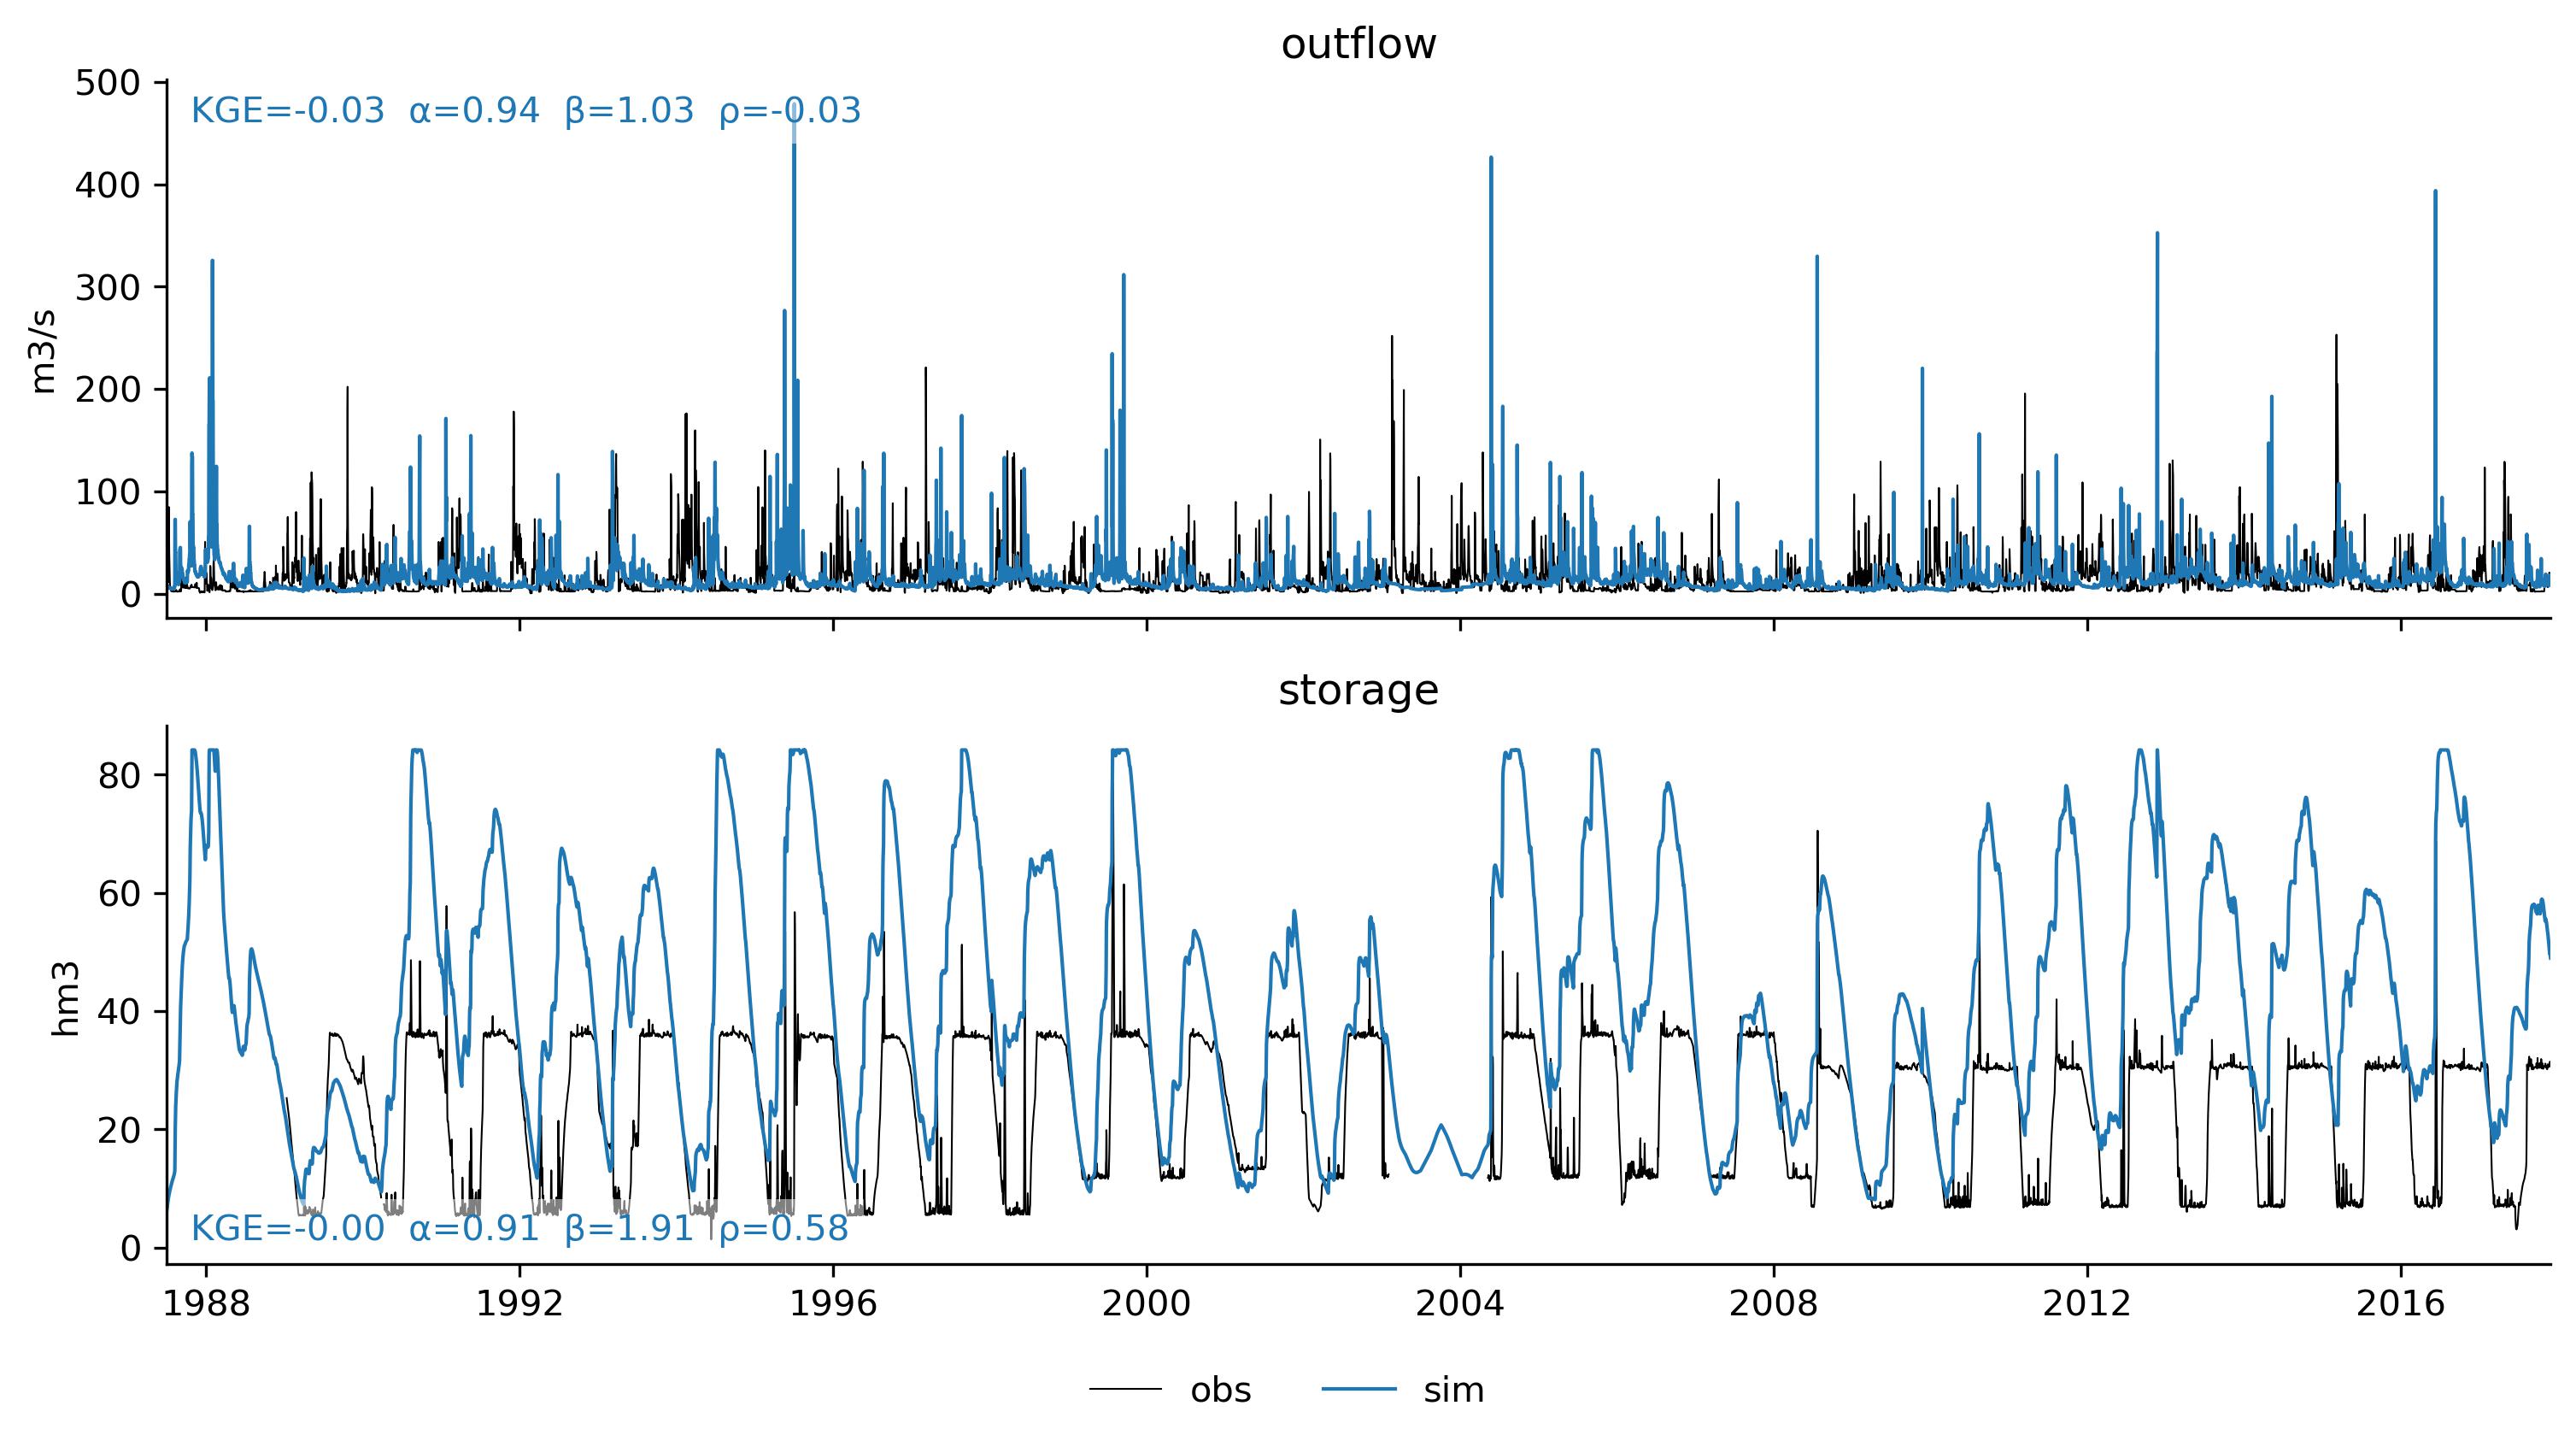 outflow
500
KGE=-0.03 α=0.94 β=1.03 ρ=-0.03
400
300
m3/s
200
100
0
storage
80
60
hm3
40
20
KGE=-0.00 α=0.91 β=1.91 ρ=0.58
0
1988 1992 1996 2000 2004 2008 2012 2016
obs sim